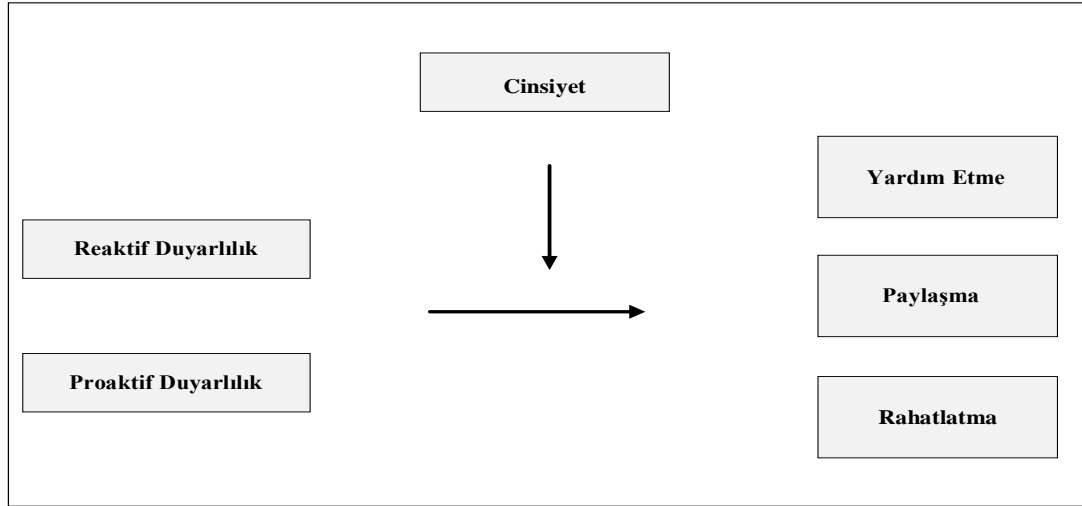 Cinsiyet
Reaktif Duyarlılık
Proaktif Duyarlılık
Yardım Etme
Paylaşma
Rahatlatma